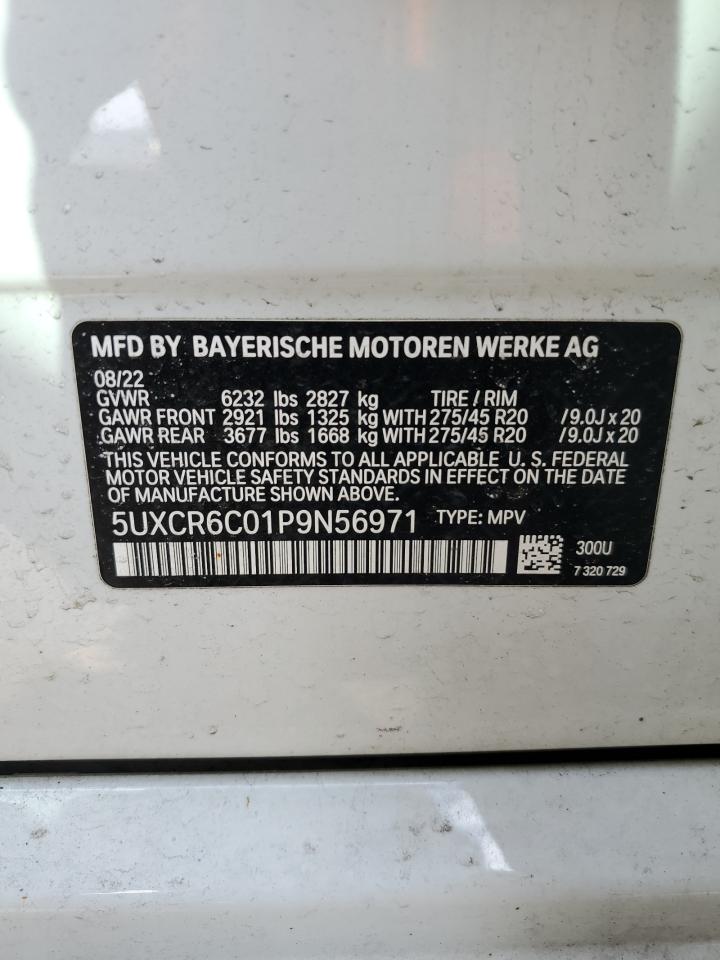 MFD BY BAYERISCHE MOTOREN WERKE AG
08/22
GVWR 6232 lbs 2827 kg TIRE / RIM
GAWR FRONT 2921 lbs 1325 kg WITH 275/45 R20 /9.0J x 20
GAWR REAR 3677 lbs 1668 kg WITH 275/45 R20 /9.0J x 20
THIS VEHICLE CONFORMS TO ALL APPLICABLE U. S. FEDERAL
MOTOR VEHICLE SAFETY STANDARDS IN EFFECT ON THE DATE
OF MANUFACTURE SHOWN ABOVE.
5UXCR6C01P9N56971 TYPE: MPV
300U
7 320 729